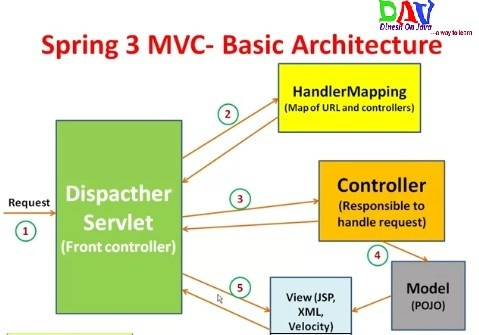 DAV
Dinesh On Java
...a way to learn
Spring 3 MVC- Basic Architecture
HandlerMapping
(Map of URL and controllers)
2
Request
1
Dispacther
Servlet
(Front controller)
3
Controller
(Responsible to
handle request)
4
5
View (JSP,
XML,
Velocity)
Model
(POJO)